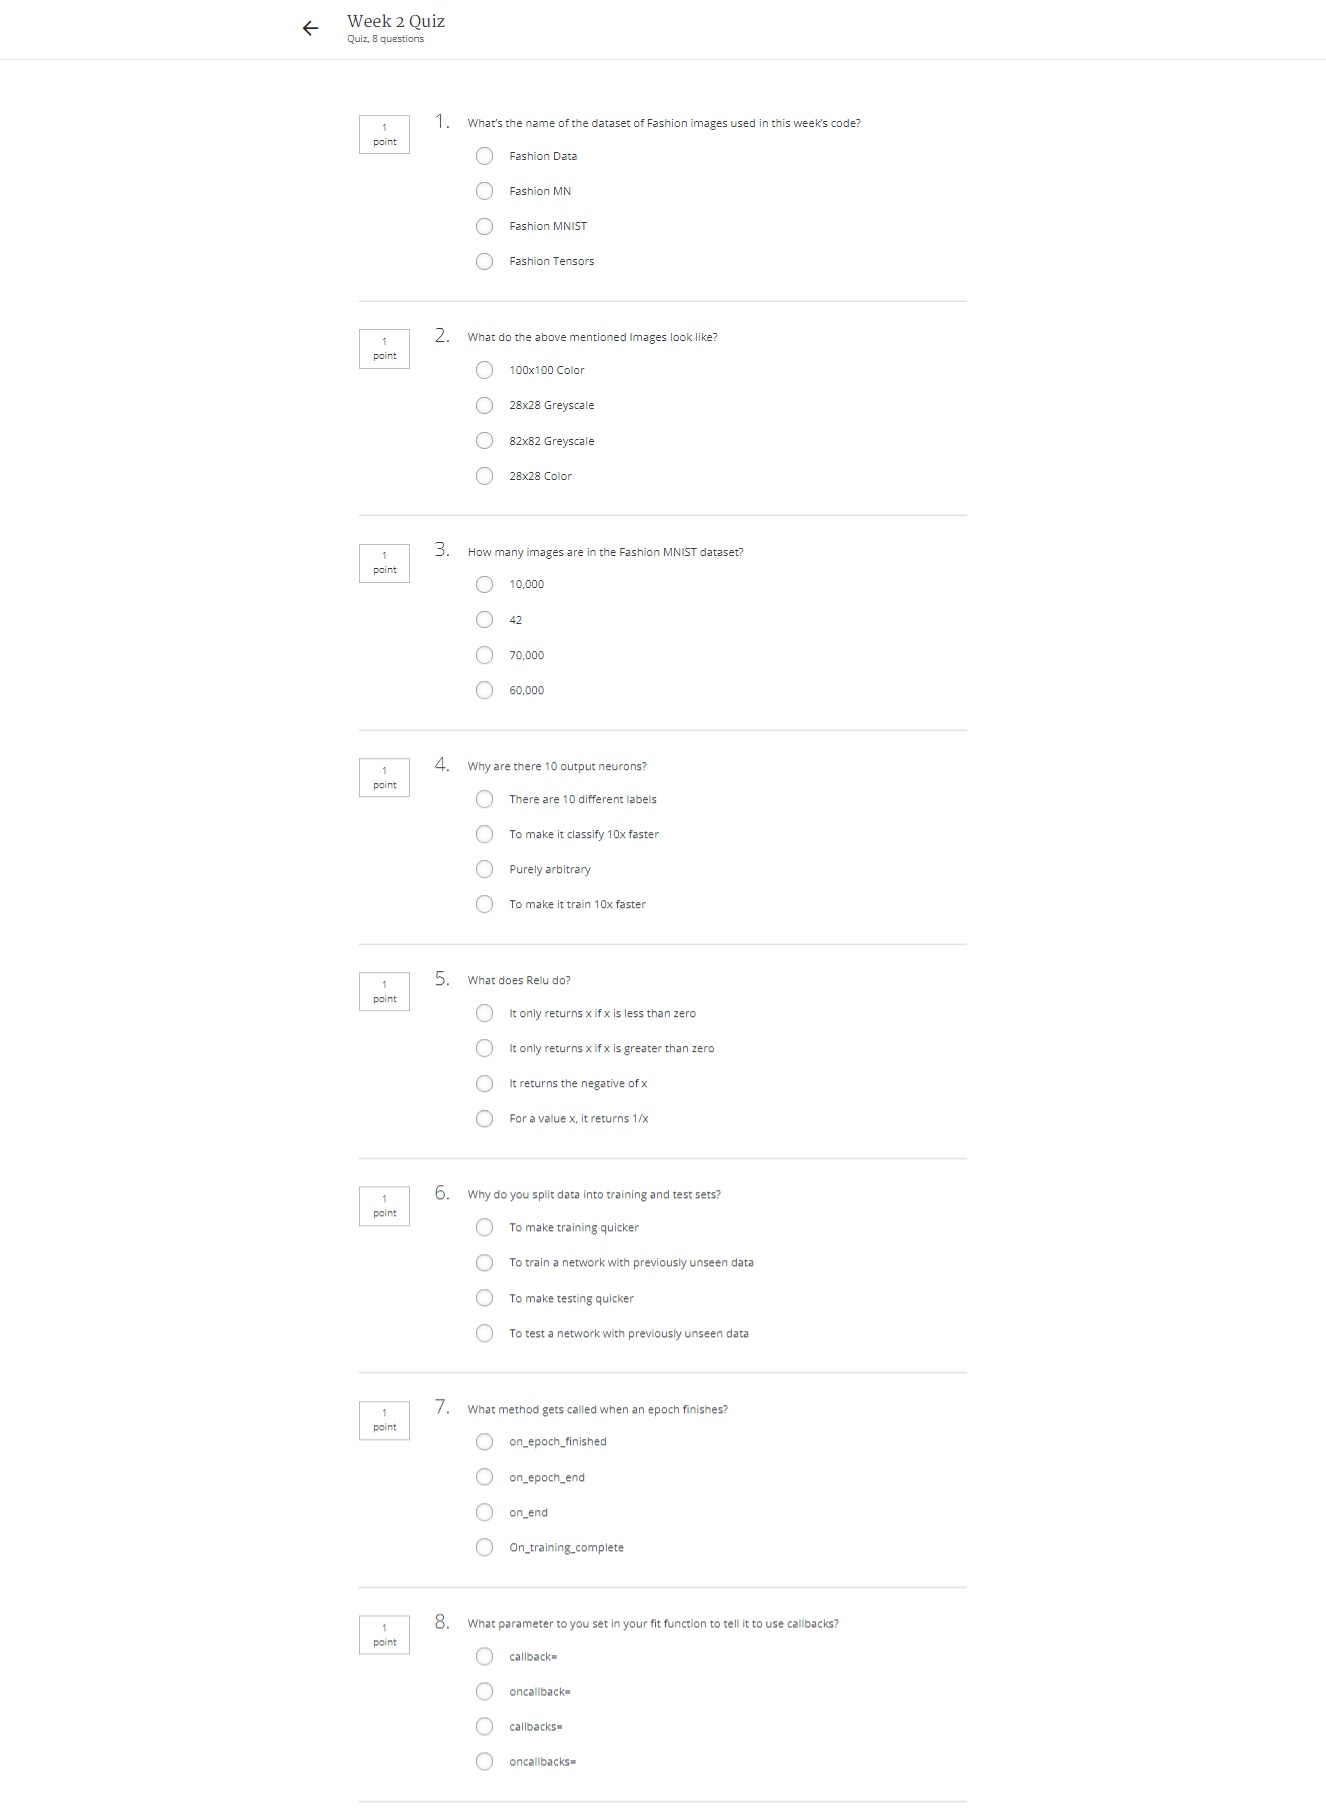 Week 2 Quiz
Quiz, 8 questions
1
point
1. What's the name of the dataset of Fashion images used in this week's code?
Fashion Data
Fashion MN
Fashion MNIST
Fashion Tensors
1
point
2. What do the above mentioned Images look like?
100x100 Color
28x28 Greyscale
82x82 Greyscale
28x28 Color
1
point
3. How many images are in the Fashion MNIST dataset?
10,000
42
70,000
60,000
1
point
4. Why are there 10 output neurons?
There are 10 different labels
To make it classify 10x faster
Purely arbitrary
To make it train 10x faster
1
point
5. What does Relu do?
It only returns x if x is less than zero
It only returns x if x is greater than zero
It returns the negative of x
For a value x, it returns 1/x
1
point
6. Why do you split data into training and test sets?
To make training quicker
To train a network with previously unseen data
To make testing quicker
To test a network with previously unseen data
1
point
7. What method gets called when an epoch finishes?
on_epoch_finished
on_epoch_end
on_end
On_training_complete
1
point
8. What parameter to you set in your fit function to tell it to use callbacks?
callback=
oncallback=
callbacks=
oncallbacks=